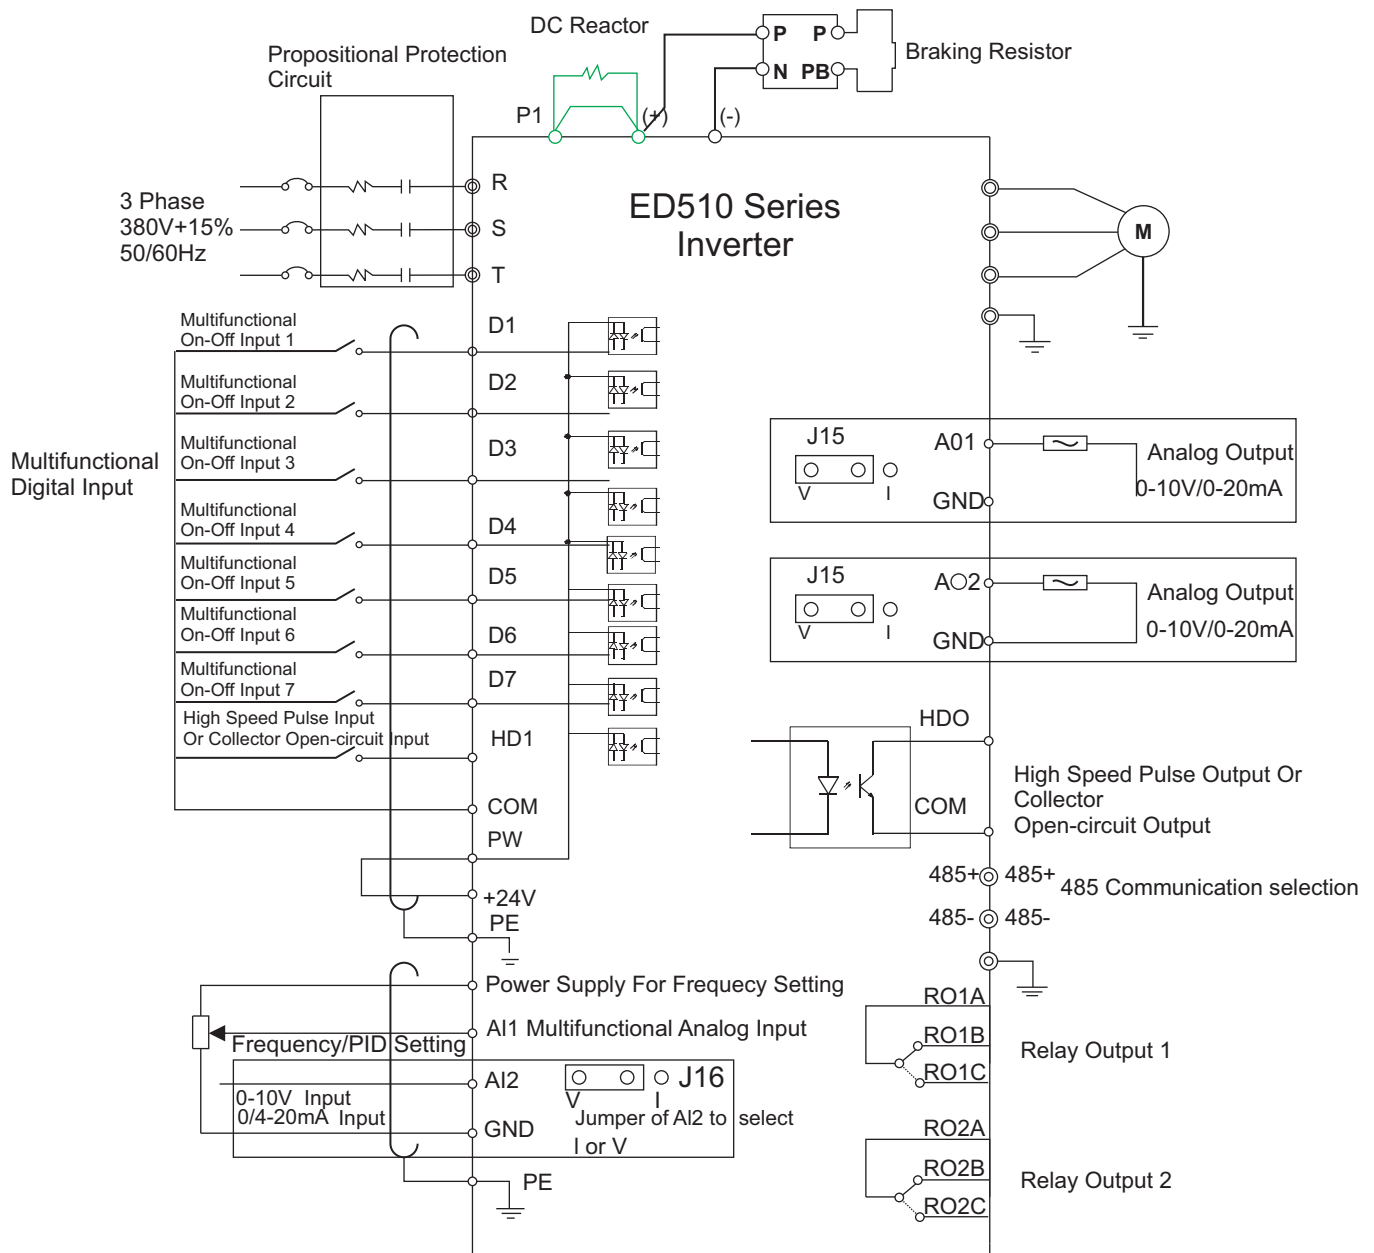 DC Reactor
P P
Braking Resistor
N PB
Propositional Protection
Circuit
P1
(+)
(-)
3 Phase
380V+15%
50/60Hz
R
S
T
ED510 Series
Inverter
M
Multifunctional
Digital Input
Multifunctional
On-Off Input 1
D1
Multifunctional
On-Off Input 2
D2
Multifunctional
On-Off Input 3
D3
Multifunctional
On-Off Input 4
D4
Multifunctional
On-Off Input 5
D5
Multifunctional
On-Off Input 6
D6
Multifunctional
On-Off Input 7
D7
High Speed Pulse Input
Or Collector Open-circuit Input
HD1
COM
PW
+24V
PE
Power Supply For Frequecy Setting
AI1 Multifunctional Analog Input
Frequency/PID Setting
AI2
0-10V Input
0/4-20mA Input
GND
J16
V I
Jumper of AI2 to select
I or V
PE
J15
V I
A01
GND
Analog Output
0-10V/0-20mA
J15
V I
AO2
GND
Analog Output
0-10V/0-20mA
HDO
COM
High Speed Pulse Output Or
Collector
Open-circuit Output
485+ 485+
485- 485-
485 Communication selection
RO1A
RO1B
RO1C
Relay Output 1
RO2A
RO2B
RO2C
Relay Output 2